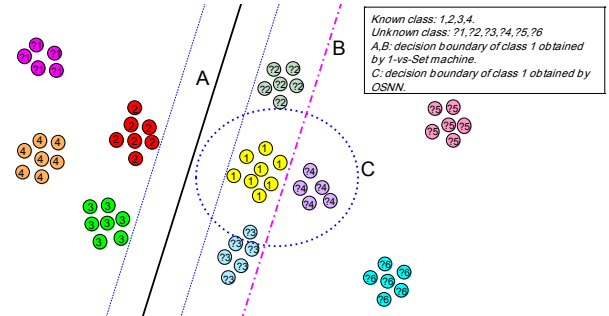 Known class: 1,2,3,4.
Unknown class: ?1,?2,?3,?4,?5,?6
A,B: decision boundary of class 1 obtained
by 1-vs-Set machine.
C: decision boundary of class 1 obtained by
OSNN.
A
B
C
?1 ?1 ?1 ?1 ?1
?2 ?2 ?2 ?2 ?2 ?2
2 2 2 2 2 2 2
4 4 4 4 4 4 4
3 3 3 3 3 3 3
1 1 1 1 1 1 1 1
?4 ?4 ?4 ?4 ?4
?3 ?3 ?3 ?3 ?3 ?3
?5 ?5 ?5 ?5 ?5 ?5
?6 ?6 ?6 ?6 ?6 ?6